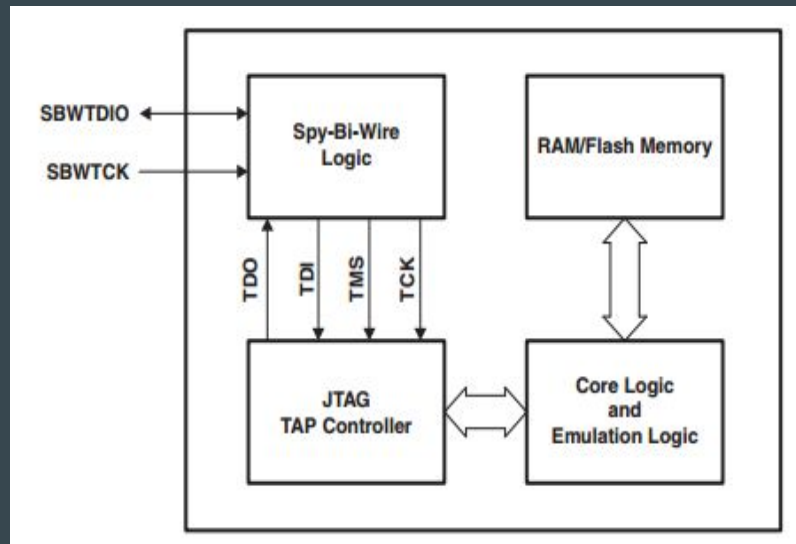 SBWTDIO
SBWTCK
Spy-Bi-Wire
Logic
RAM/Flash Memory
TDO
TDI
TMS
TCK
JTAG
TAP Controller
Core Logic
and
Emulation Logic